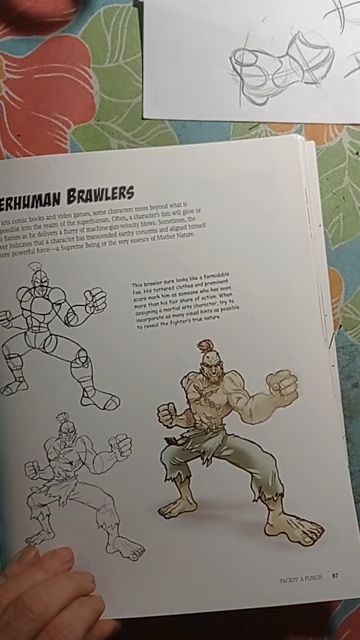 ERHUMAN BRAWLERS
arts comic books and video games, some characters move beyond what is
possible into the realm of the superhuman. Often, a character's fists will glow or
n flames as he delivers a flurry of machine-gun-velocity blows. Sometimes, the
ver indicates that a character has transcended earthly concerns and aligned himself
more powerful force—a Supreme Being or the very essence of Mother Nature.
This brawler sure looks like a formidable
foe. His tattered clothes and prominent
scars mark him as someone who has seen
more than his fair share of action. When
designing a martial arts character, try to
incorporate as many visual hints as possible
to reveal the fighter's true nature.
PACKIN' A PUNCH 87